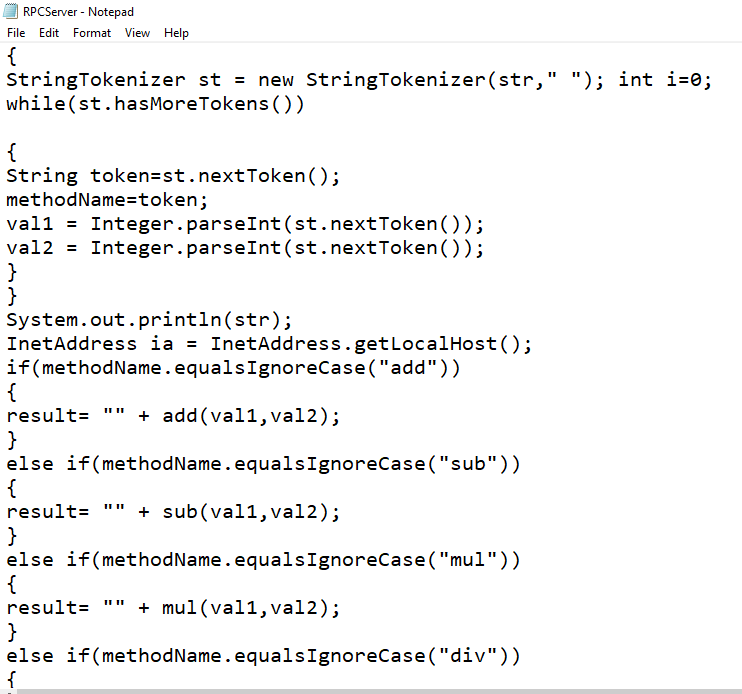 RPCServer - Notepad
File Edit Format View Help
{
StringTokenizer st = new StringTokenizer(str," "); int i=0;
while(st.hasMoreTokens())
{
String token=st.nextToken();
methodName=token;
val1 = Integer.parseInt(st.nextToken());
val2 = Integer.parseInt(st.nextToken());
}
}
System.out.println(str);
InetAddress ia = InetAddress.getLocalHost();
if(methodName.equalsIgnoreCase("add"))
{
result= "" + add(val1,val2);
}
else if(methodName.equalsIgnoreCase("sub"))
{
result= "" + sub(val1,val2);
}
else if(methodName.equalsIgnoreCase("mul"))
{
result= "" + mul(val1,val2);
}
else if(methodName.equalsIgnoreCase("div"))
{